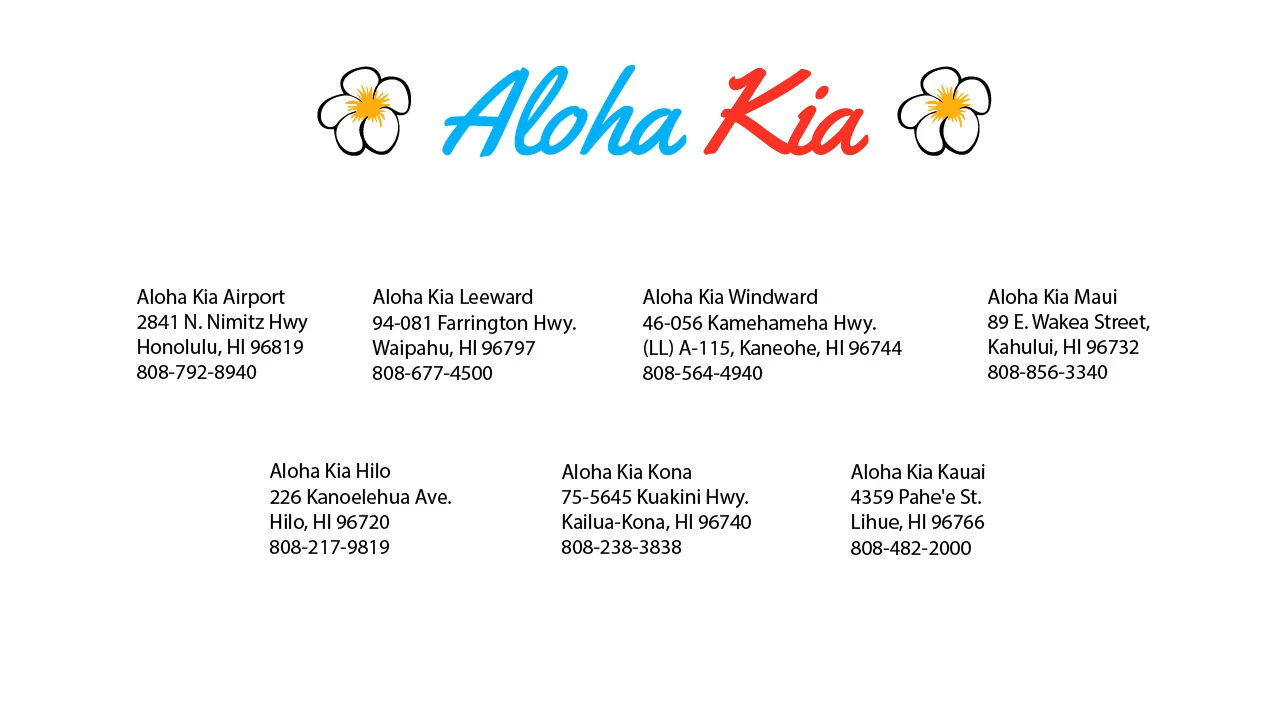 Aloha Kia
Aloha Kia Airport
2841 N. Nimitz Hwy
Honolulu, HI 96819
808-792-8940
Aloha Kia Leeward
94-081 Farrington Hwy.
Waipahu, HI 96797
808-677-4500
Aloha Kia Windward
46-056 Kamehameha Hwy.
(LL) A-115, Kaneohe, HI 96744
808-564-4940
Aloha Kia Maui
89 E. Wakea Street,
Kahului, HI 96732
808-856-3340
Aloha Kia Hilo
226 Kanoelehua Ave.
Hilo, HI 96720
808-217-9819
Aloha Kia Kona
75-5645 Kuakini Hwy.
Kailua-Kona, HI 96740
808-238-3838
Aloha Kia Kauai
4359 Pahe'e St.
Lihue, HI 96766
808-482-2000